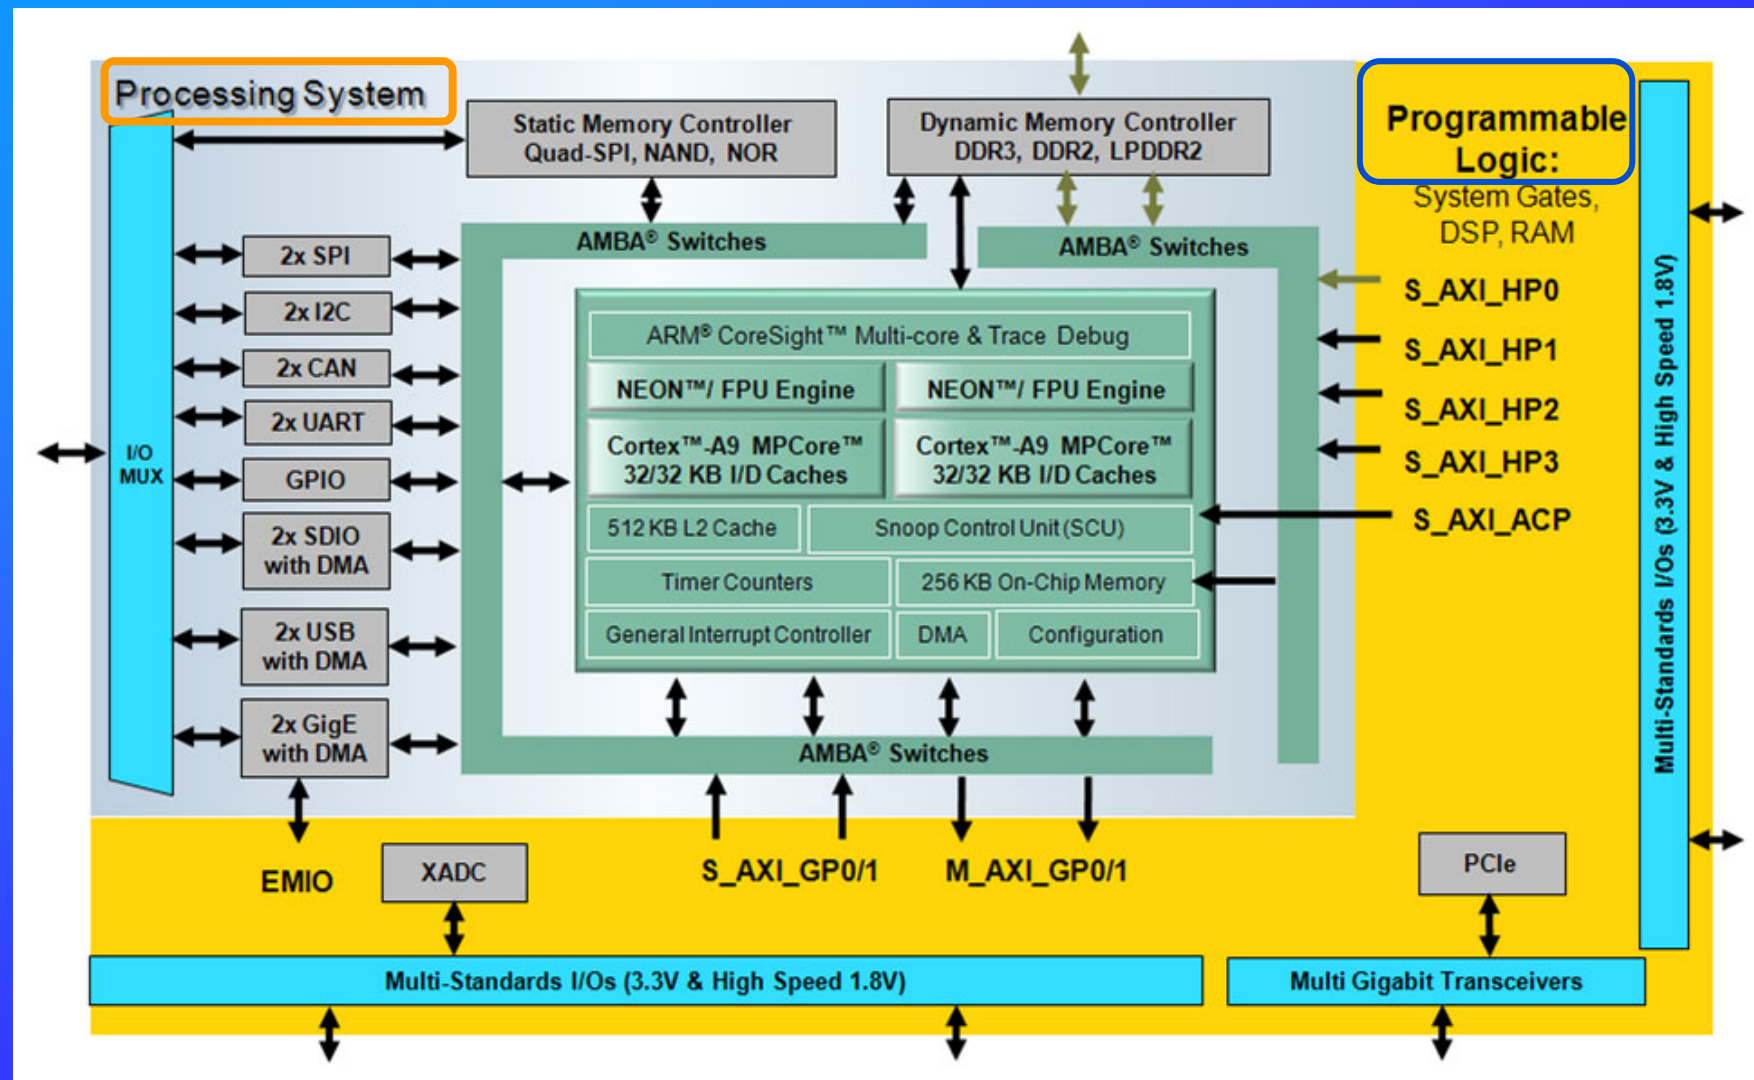 Processing System
Static Memory Controller
Quad-SPI, NAND, NOR
Dynamic Memory Controller
DDR3, DDR2, LPDDR2
Programmable
Logic:
System Gates,
DSP, RAM
AMBA® Switches
AMBA® Switches
2x SPI
2x I2C
2x CAN
2x UART
GPIO
2x SDIO
with DMA
2x USB
with DMA
2x GigE
with DMA
I/O
MUX
ARM® CoreSight™ Multi-core & Trace Debug
NEON™/ FPU Engine
NEON™/ FPU Engine
Cortex™-A9 MPCore™
32/32 KB I/D Caches
Cortex™-A9 MPCore™
32/32 KB I/D Caches
512 KB L2 Cache
Snoop Control Unit (SCU)
Timer Counters
256 KB On-Chip Memory
General Interrupt Controller
DMA
Configuration
AMBA® Switches
S_AXI_HP0
S_AXI_HP1
S_AXI_HP2
S_AXI_HP3
S_AXI_ACP
Multi-Standards I/Os (3.3V & High Speed 1.8V)
EMIO
XADC
S_AXI_GP0/1
M_AXI_GP0/1
PCIe
Multi-Standards I/Os (3.3V & High Speed 1.8V)
Multi Gigabit Transceivers